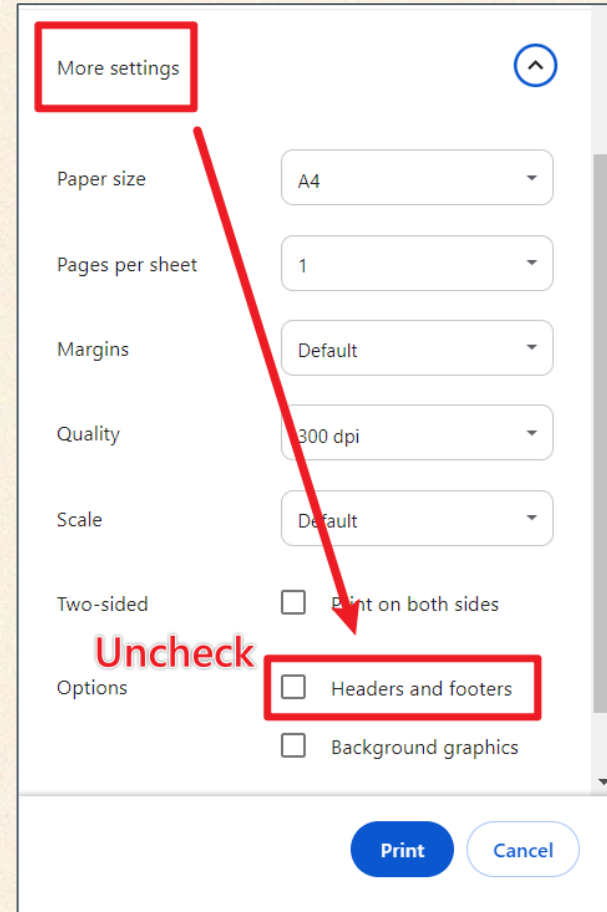 More settings
Paper size A4
Pages per sheet 1
Margins Default
Quality 300 dpi
Scale Default
Two-sided Print on both sides
Uncheck
Options Headers and footers
Background graphics
Print Cancel